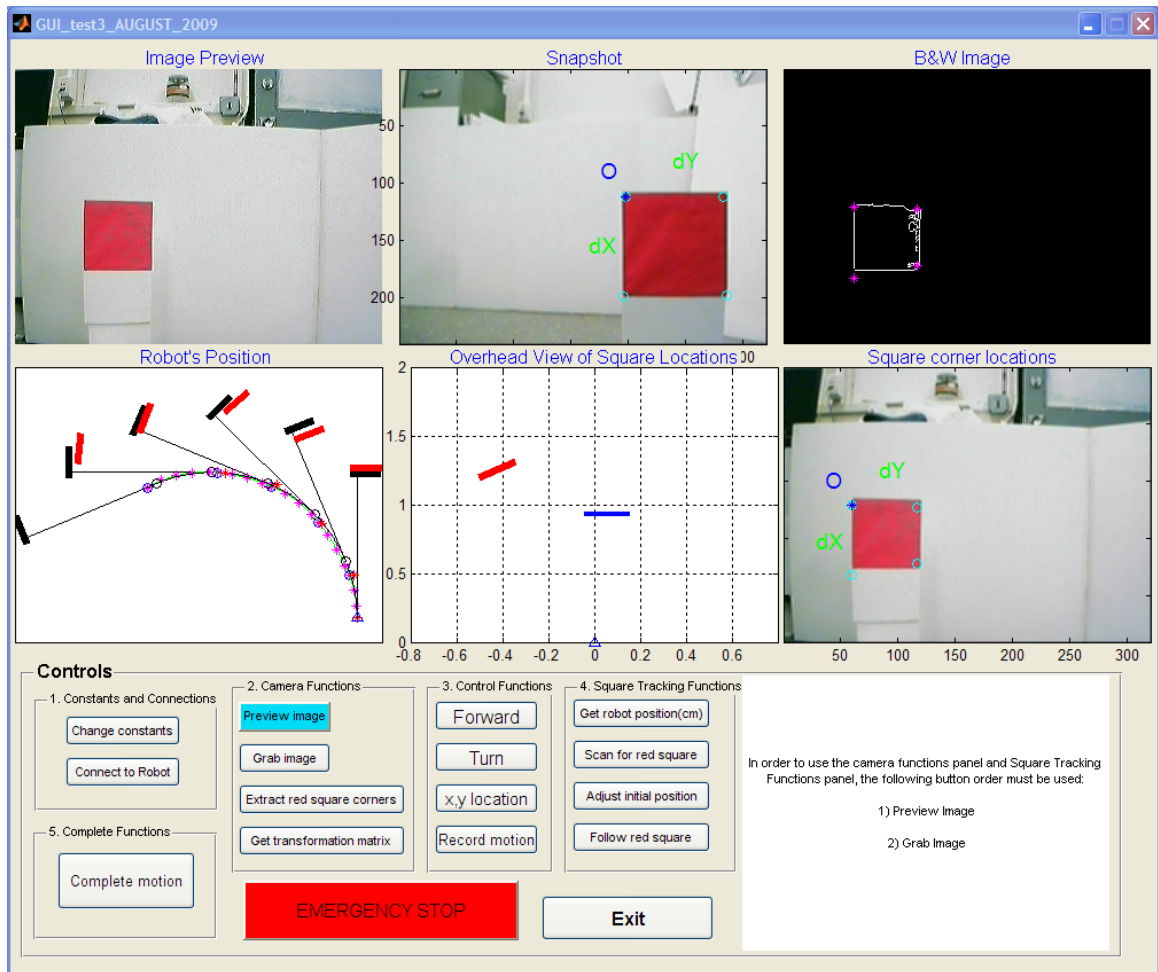 GUI_test3_AUGUST_2009
Image Preview
Snapshot
B&W Image
50
100
150
200
O
dY
dX
Robot's Position
Overhead View of Square Locations
00
Square corner locations
2
1.5
1
0.5
0
-0.8
-0.6
-0.4
-0.2
0
0.2
0.4
0.6
O
dY
dX
50
100
150
200
250
300
Controls
1. Constants and Connections
Change constants
Connect to Robot
2. Camera Functions
Preview image
Grab image
Extract red square corners
Get transformation matrix
3. Control Functions
Forward
Turn
x,y location
Record motion
4. Square Tracking Functions
Get robot position(cm)
Scan for red square
Adjust initial position
Follow red square
In order to use the camera functions panel and Square Tracking
Functions panel, the following button order must be used:
1) Preview Image
2) Grab Image
5. Complete Functions
Complete motion
EMERGENCY STOP
Exit